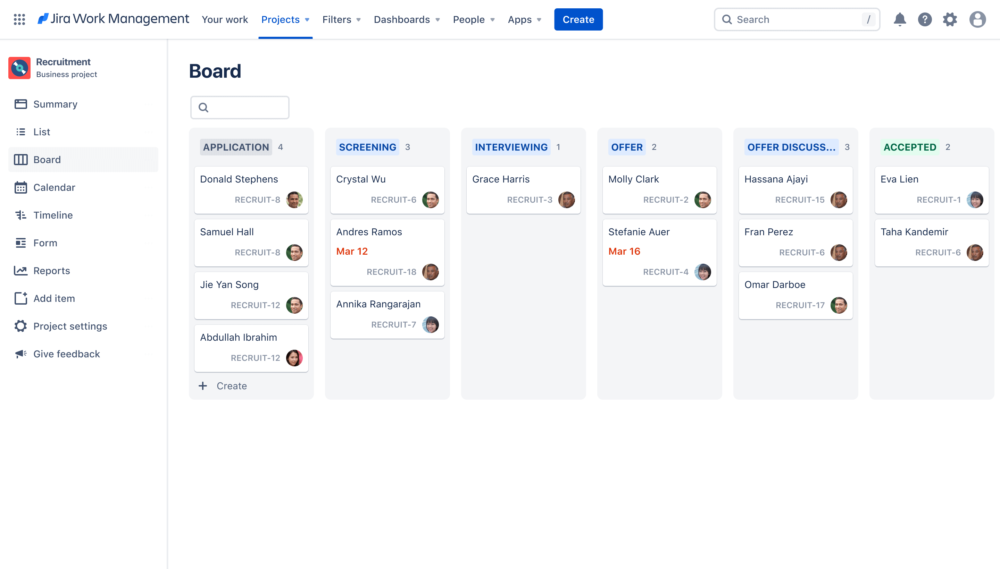 Jira Work Management Your work Projects Filters Dashboards People Apps Create Search /
Recruitment
Business project
Summary
List
Board
Calendar
Timeline
Form
Reports
Add item
Project settings
Give feedback
Board
APPLICATION 4
Donald Stephens
RECRUIT-8
Samuel Hall
RECRUIT-8
Jie Yan Song
RECRUIT-12
Abdullah Ibrahim
RECRUIT-12
+ Create
SCREENING 3
Crystal Wu
RECRUIT-6
Andres Ramos
Mar 12
RECRUIT-18
Annika Rangarajan
RECRUIT-7
INTERVIEWING 1
Grace Harris
RECRUIT-3
OFFER 2
Molly Clark
RECRUIT-2
Stefanie Auer
Mar 16
RECRUIT-4
OFFER DISCUSS... 3
Hassana Ajayi
RECRUIT-15
Fran Perez
RECRUIT-6
Omar Darboe
RECRUIT-17
ACCEPTED 2
Eva Lien
RECRUIT-1
Taha Kandemir
RECRUIT-6